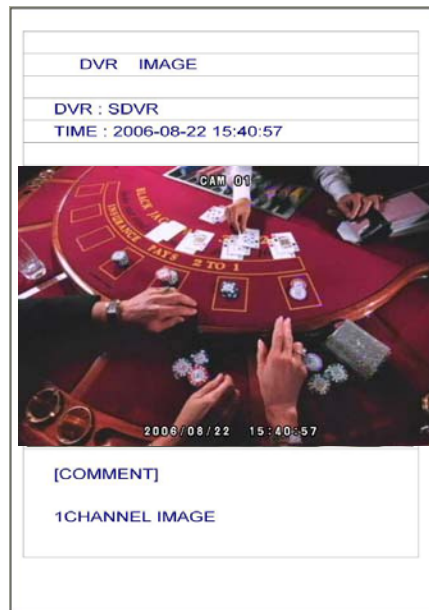 DVR IMAGE
DVR : SDVR
TIME : 2006-08-22 15:40:57
CAM 01
BLACK JAC
INSURANCE PAYS 2 TO 1
2006/08/22 15:40:57
[COMMENT]
1CHANNEL IMAGE